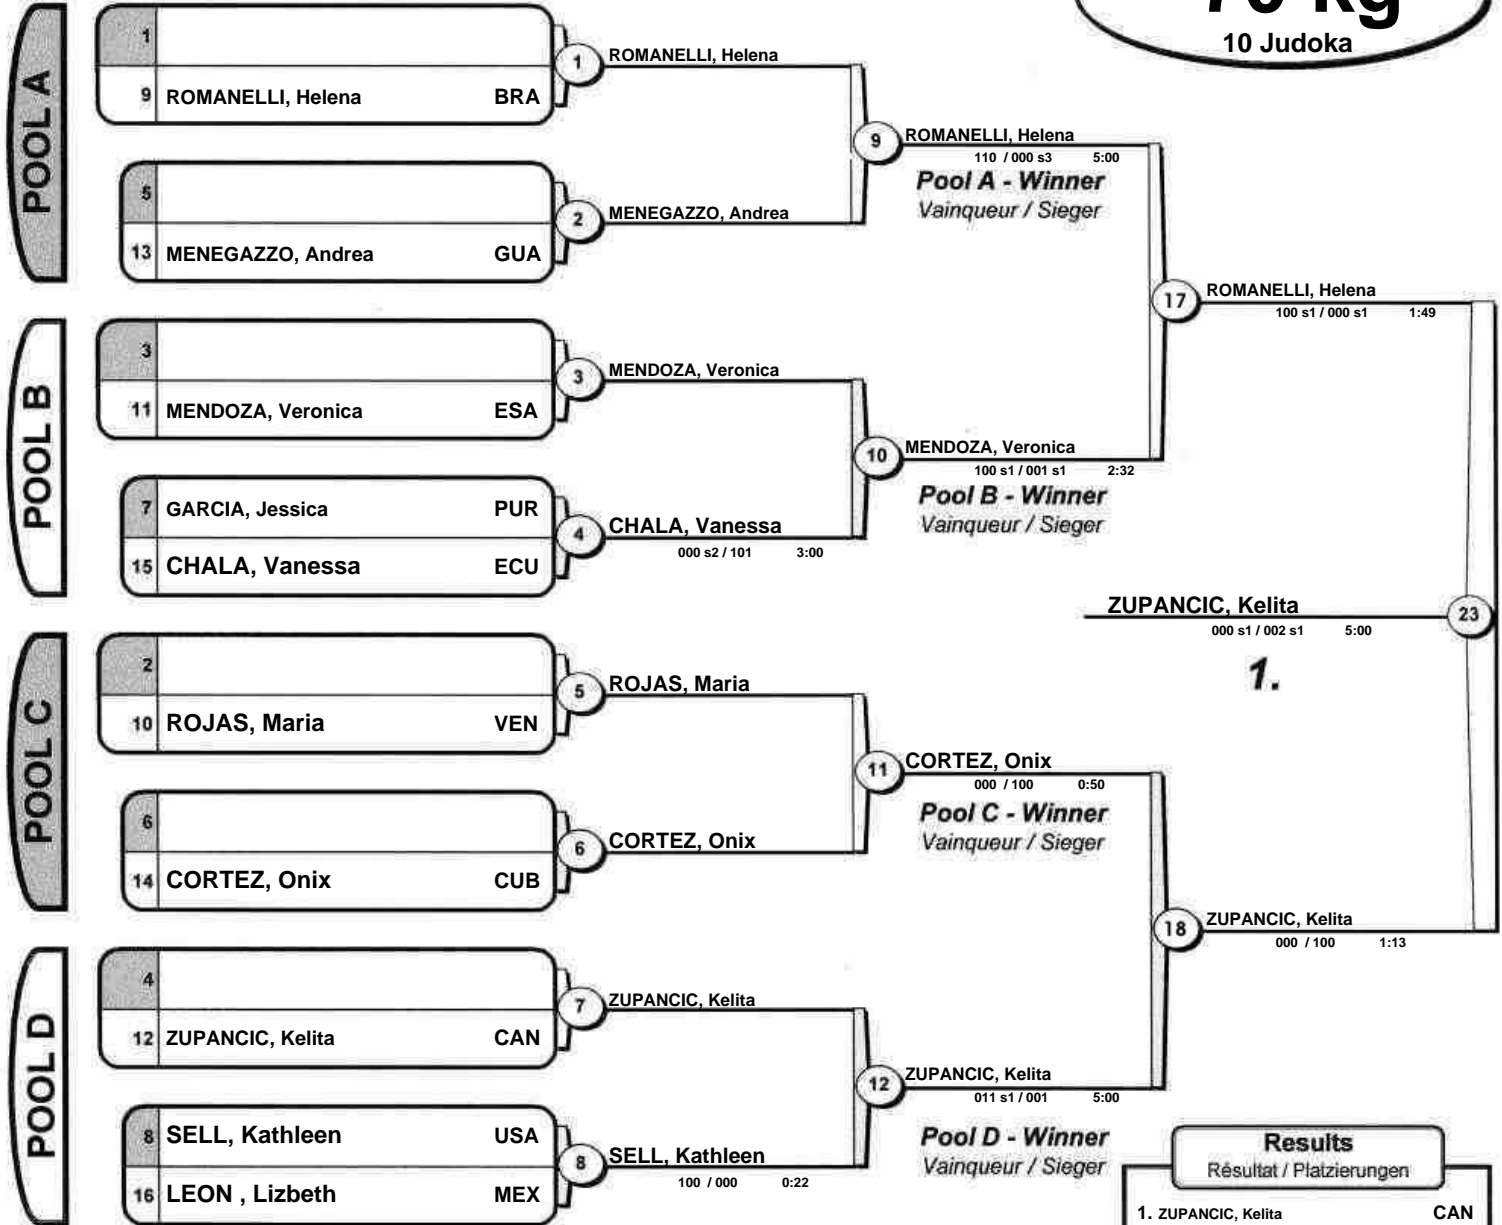 70 kg
10 Judoka
POOL A
1
9 ROMANELLI, Helena BRA
1 ROMANELLI, Helena
5
13 MENEGAZZO, Andrea GUA
2 MENEGAZZO, Andrea
9 ROMANELLI, Helena
110 / 000 s3 5:00
Pool A - Winner
Vainqueur / Sieger
POOL B
3
11 MENDOZA, Veronica ESA
3 MENDOZA, Veronica
7 GARCIA, Jessica PUR
15 CHALA, Vanessa ECU
4 CHALA, Vanessa
000 s2 / 101 3:00
10 MENDOZA, Veronica
100 s1 / 001 s1 2:32
Pool B - Winner
Vainqueur / Sieger
17 ROMANELLI, Helena
100 s1 / 000 s1 1:49
ZUPANCIC, Kelita 23
000 s1 / 002 s1 5:00
1.
POOL C
2
10 ROJAS, Maria VEN
5 ROJAS, Maria
6
14 CORTEZ, Onix CUB
6 CORTEZ, Onix
11 CORTEZ, Onix
000 / 100 0:50
Pool C - Winner
Vainqueur / Sieger
18 ZUPANCIC, Kelita
000 / 100 1:13
POOL D
4
12 ZUPANCIC, Kelita CAN
7 ZUPANCIC, Kelita
8 SELL, Kathleen USA
16 LEON , Lizbeth MEX
8 SELL, Kathleen
100 / 000 0:22
12 ZUPANCIC, Kelita
011 s1 / 001 5:00
Pool D - Winner
Vainqueur / Sieger
Results
Résultat / Platzierungen
1. ZUPANCIC, Kelita CAN